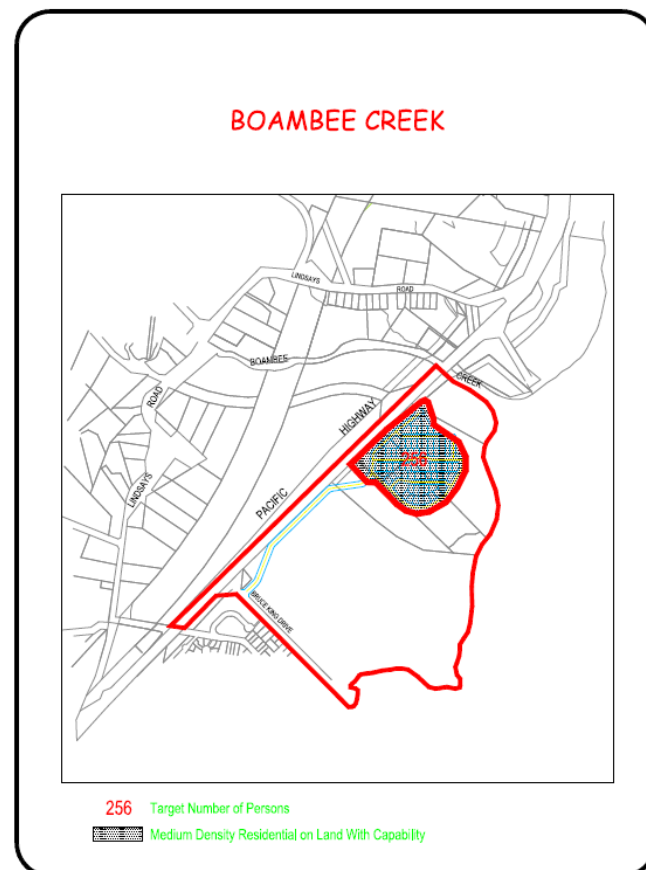 BOAMBEE CREEK
LINDSAYS
ROAD
BOAMBEE
CREEK
ROAD
HIGHWAY
256
LINDSAYS
PACIFIC
BRUCE KING DRIVE
256 Target Number of Persons
Medium Density Residential on Land With Capability